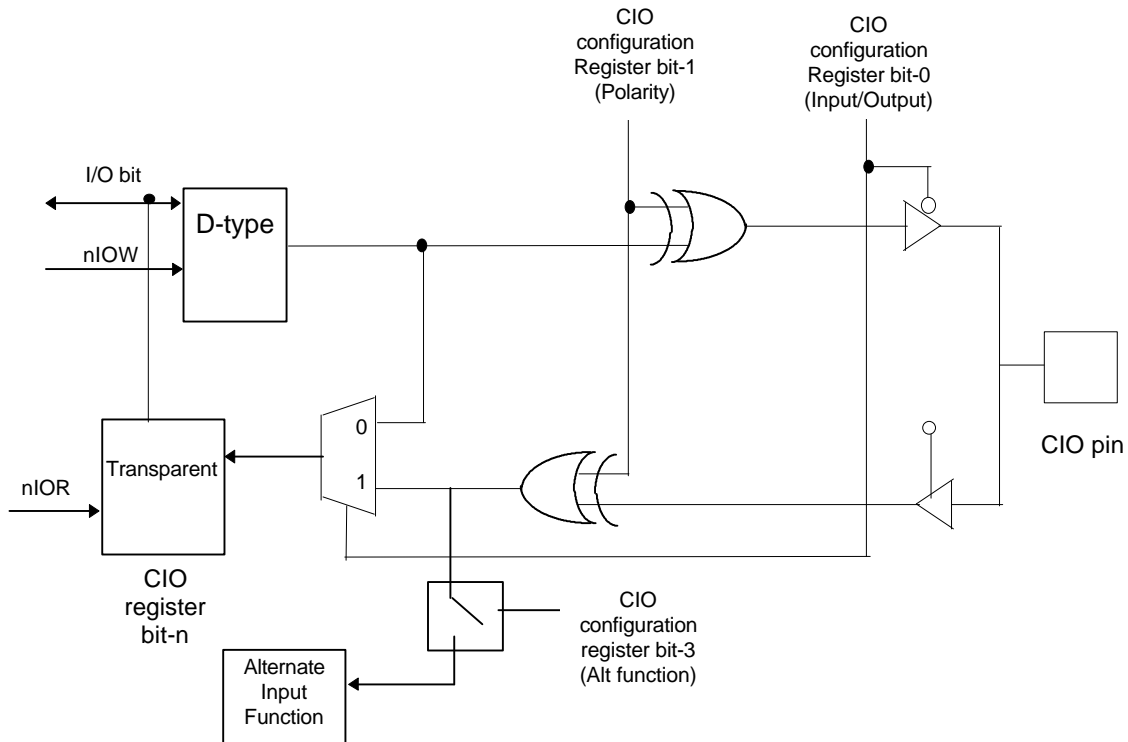 CIO
configuration
Register bit-1
(Polarity)
CIO
configuration
Register bit-0
(Input/Output)
I/O bit
D-type
nIOW
0
1
CIO pin
Transparent
nIOR
CIO
register
bit-n
CIO
configuration
register bit-3
(Alt function)
Alternate
Input
Function